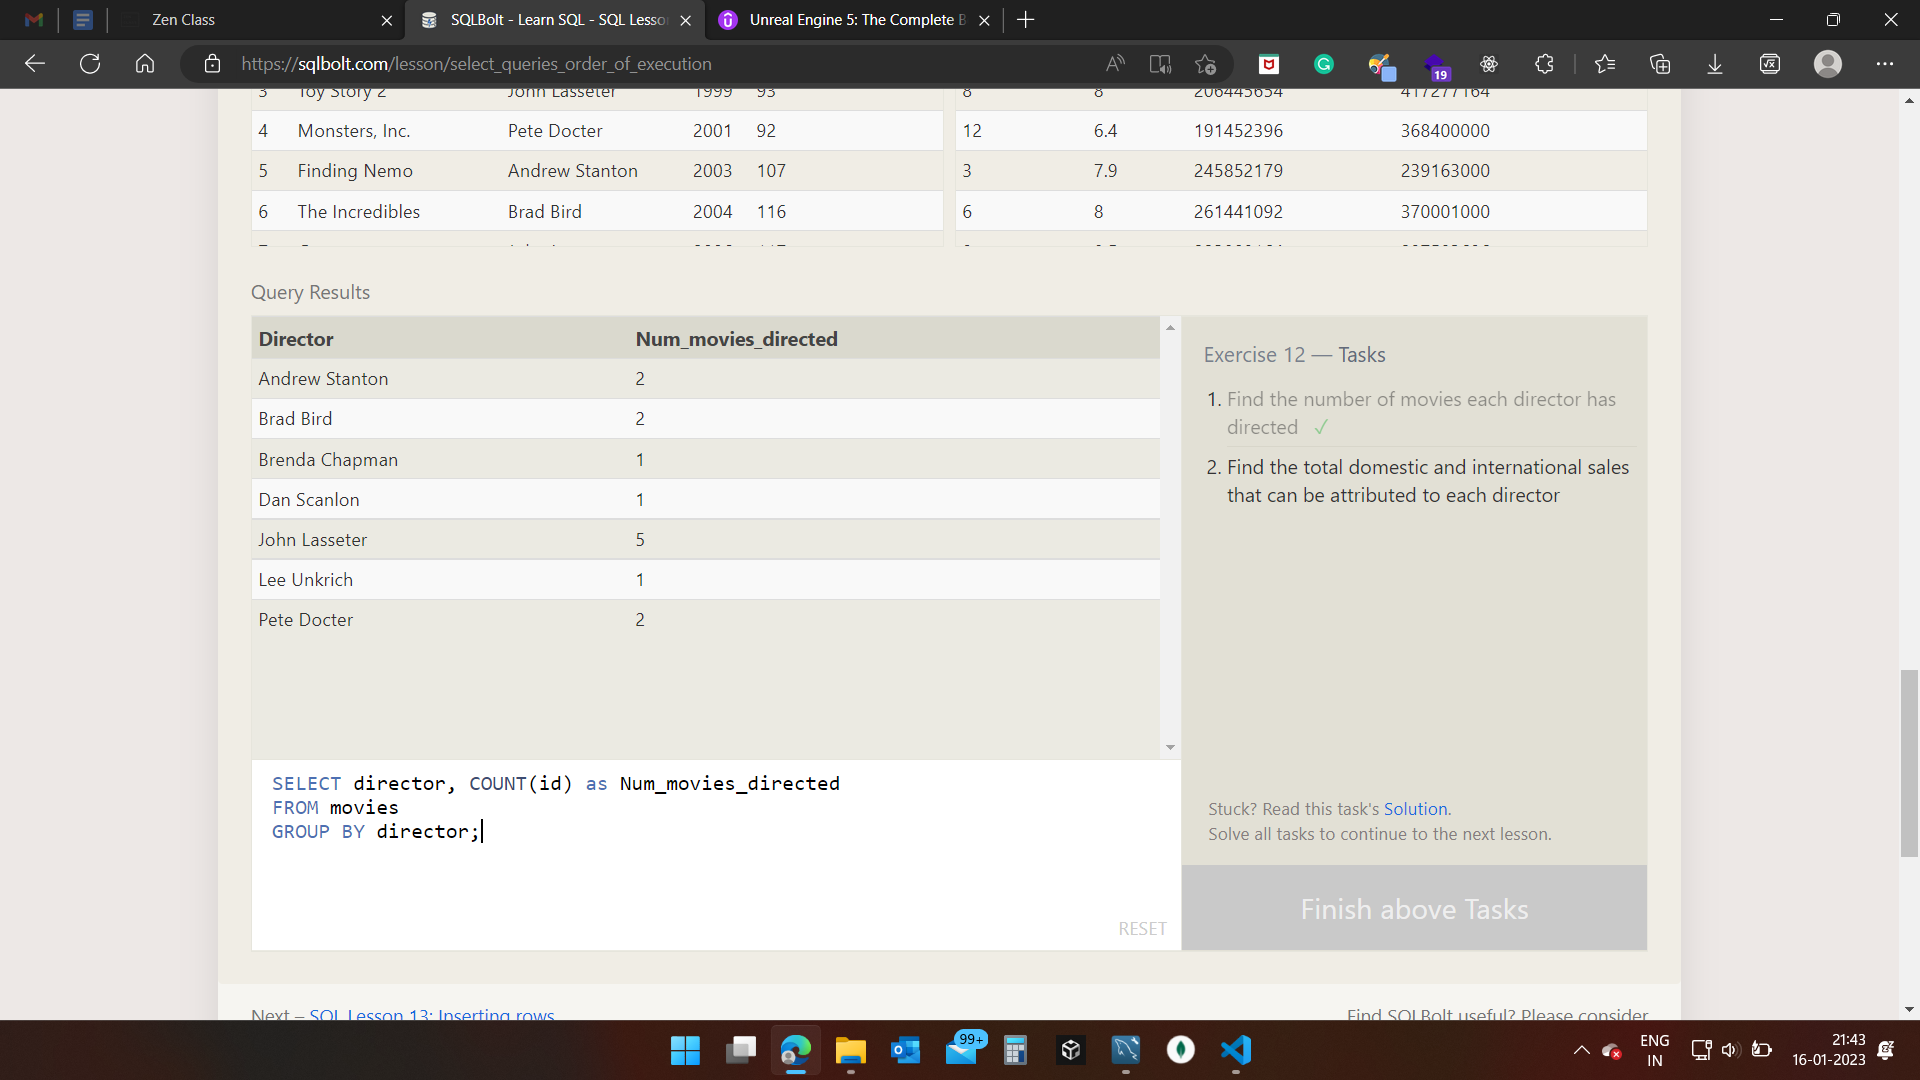 Zen Class
SQLBolt - Learn SQL - SQL Lesso
Unreal Engine 5: The Complete B
https://sqlbolt.com/lesson/select_queries_order_of_execution
19
3 Toy Story 2 John Lasseter 1999 93
8 8 206445654 417277164
4 Monsters, Inc. Pete Docter 2001 92
12 6.4 191452396 368400000
5 Finding Nemo Andrew Stanton 2003 107
3 7.9 245852179 239163000
6 The Incredibles Brad Bird 2004 116
6 8 261441092 370001000
Query Results
Director Num_movies_directed
Andrew Stanton 2
Brad Bird 2
Brenda Chapman 1
Dan Scanlon 1
John Lasseter 5
Lee Unkrich 1
Pete Docter 2
Exercise 12 — Tasks
1. Find the number of movies each director has
directed ✓
2. Find the total domestic and international sales
that can be attributed to each director
SELECT director, COUNT(id) as Num_movies_directed
FROM movies
GROUP BY director;
RESET
Stuck? Read this task's Solution.
Solve all tasks to continue to the next lesson.
Finish above Tasks
Next – SQL Lesson 13: Inserting rows
Find SQLBolt useful? Please consider
99+
ENG
IN
21:43
16-01-2023